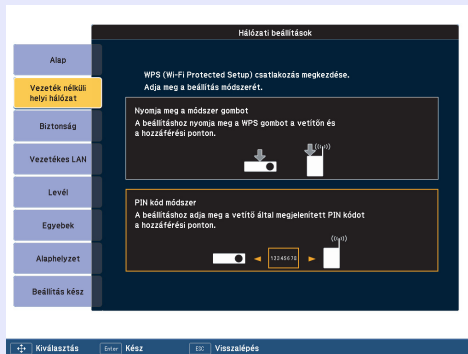 Hálózati beállítások
Alap
Vezeték nélküli
helyi hálózat
Biztonság
Vezetékes LAN
Levél
Egyebek
Alaphelyzet
Beállítás kész
WPS (Wi-Fi Protected Setup) csatlakozás megkezdése.
Adja meg a beállítás módszerét.
Nyomja meg a módszer gombot
A beállításhoz nyomja meg a WPS gombot a vetítőn és
a hozzáférési ponton.
PIN kód módszer
A beállításhoz adja meg a vetítő által megjelenített PIN kódot
a hozzáférési ponton.
12245678
Kiválasztás
Enter Kész
ESC Visszalépés